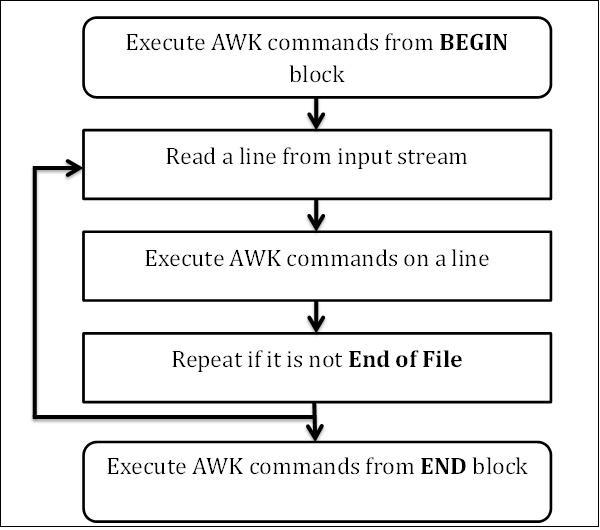 Execute AWK commands from BEGIN
block
Read a line from input stream
Execute AWK commands on a line
Repeat if it is not End of File
Execute AWK commands from END block